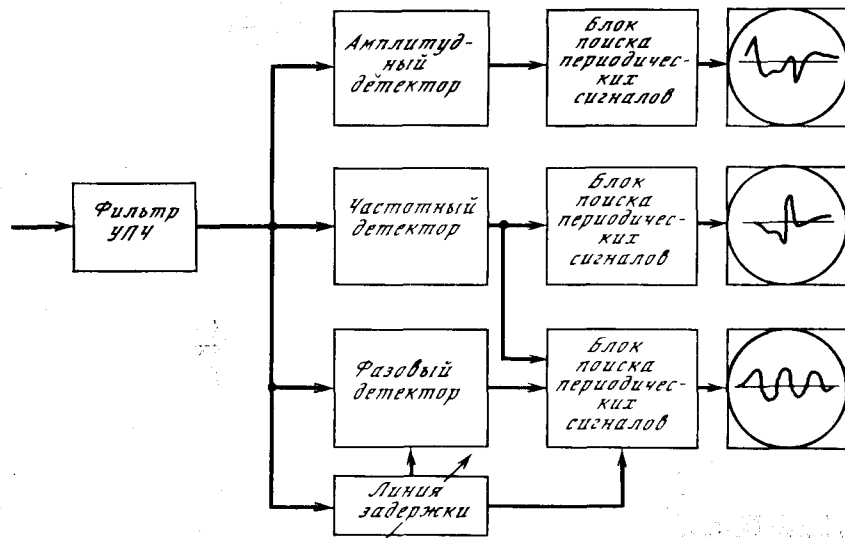 Амплитуд-
ный
детектор
Блок
поиска
периодичес-
ких
сигналов
Фильтр
УПЧ
Частотный
детектор
Блок
поиска
периодичес-
ких
сигналов
Фазовый
детектор
Блок
поиска
периодичес-
ких
сигналов
Линия
задержки